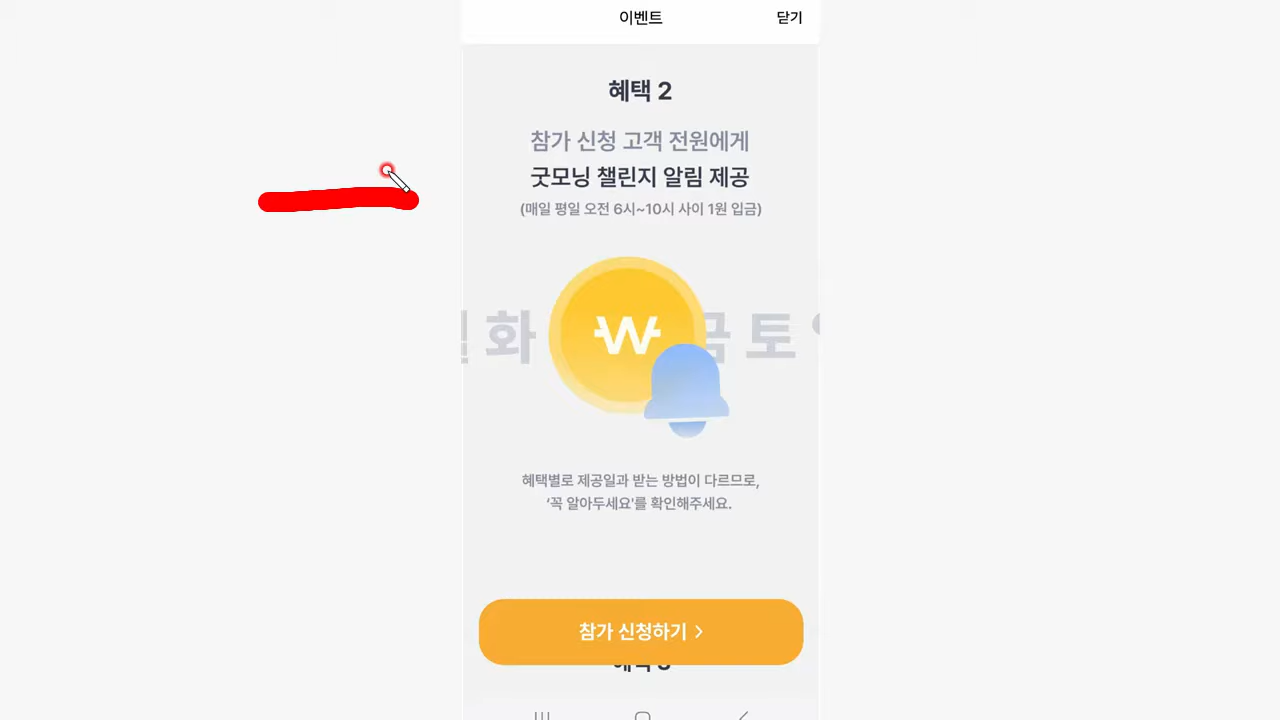 이벤트
닫기
혜택 2
참가 신청 고객 전원에게
굿모닝 챌린지 알림 제공
(매일 평일 오전 6시~10시 사이 1원 입금)
화 토
혜택별로 제공일과 받는 방법이 다르므로,
‘꼭 알아두세요'를 확인해주세요.
참가 신청하기 >